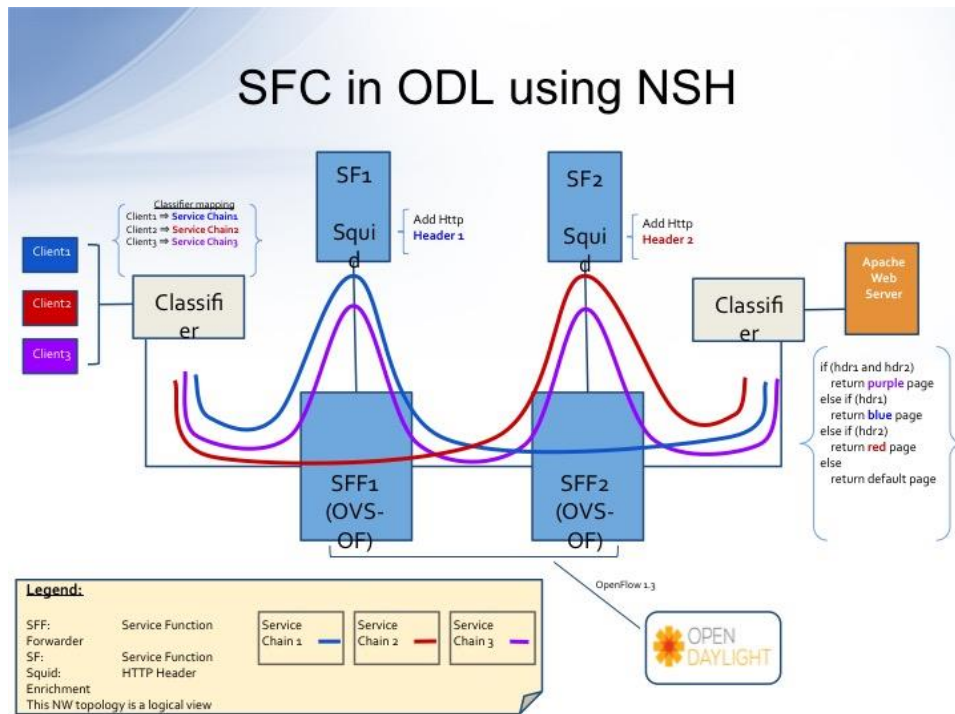 SFC in ODL using NSH
Classifier mapping
Client1 ⇒ Service Chain1
Client2 ⇒ Service Chain2
Client3 ⇒ Service Chain3
Client1
Client2
Client3
Classifi
er
SF1
Squi
d
Add Http
Header 1
SF2
Squi
d
Add Http
Header 2
Classifi
er
Apache
Web
Server
if (hdr1 and hdr2)
return purple page
else if (hdr1)
return blue page
else if (hdr2)
return red page
else
return default page
SFF1
(OVS-
OF)
SFF2
(OVS-
OF)
OpenFlow 1.3
OPEN
DAYLIGHT
Legend:
SFF: Service Function
Forwarder
SF: Service Function
Squid: HTTP Header
Enrichment
This NW topology is a logical view
Service
Chain 1
Service
Chain 2
Service
Chain 3